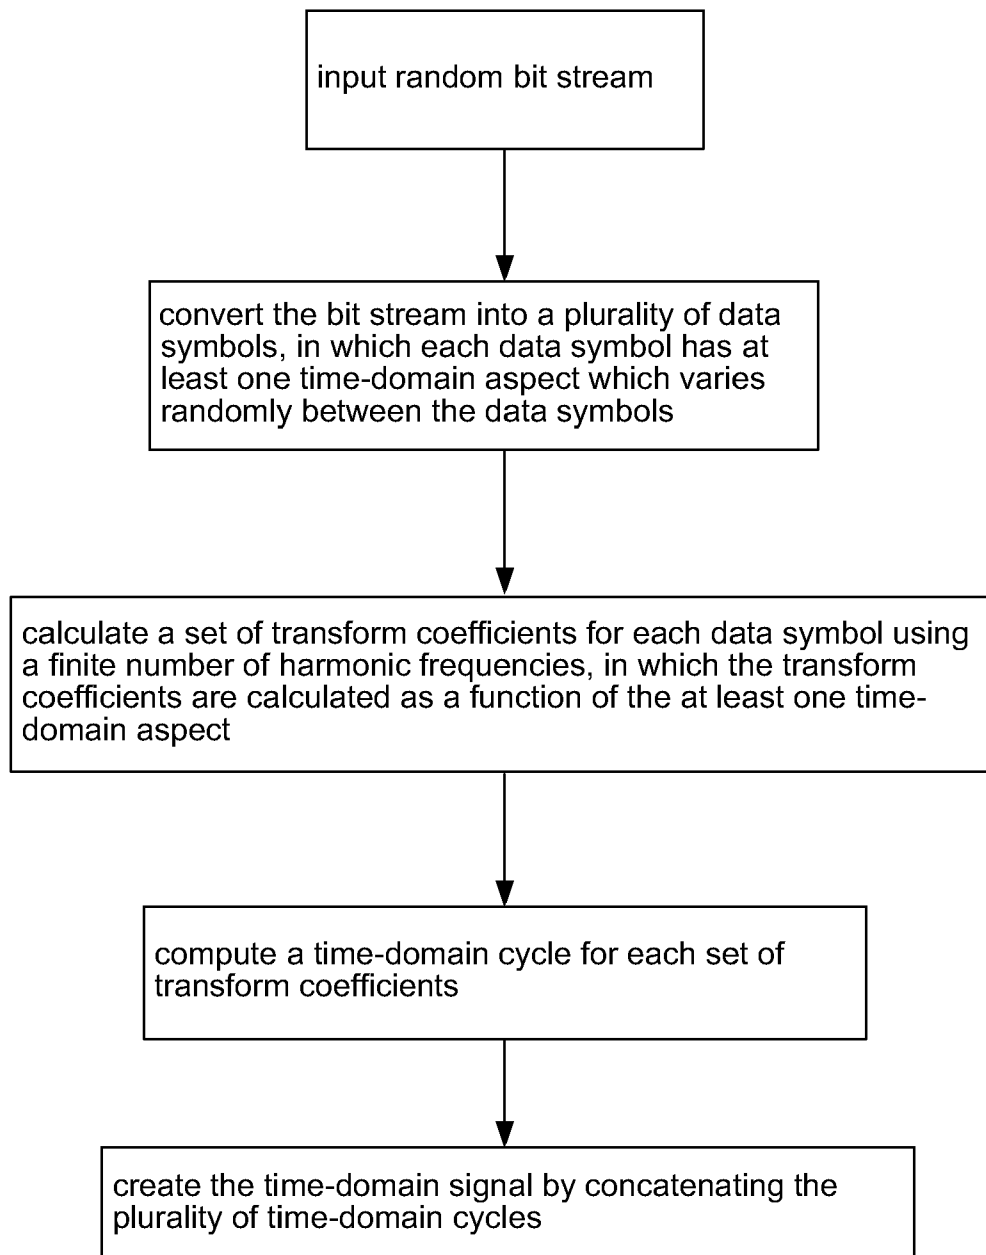 input random bit stream
convert the bit stream into a plurality of data
symbols, in which each data symbol has at
least one time-domain aspect which varies
randomly between the data symbols
calculate a set of transform coefficients for each data symbol using
a finite number of harmonic frequencies, in which the transform
coefficients are calculated as a function of the at least one time-
domain aspect
compute a time-domain cycle for each set of
transform coefficients
create the time-domain signal by concatenating the
plurality of time-domain cycles